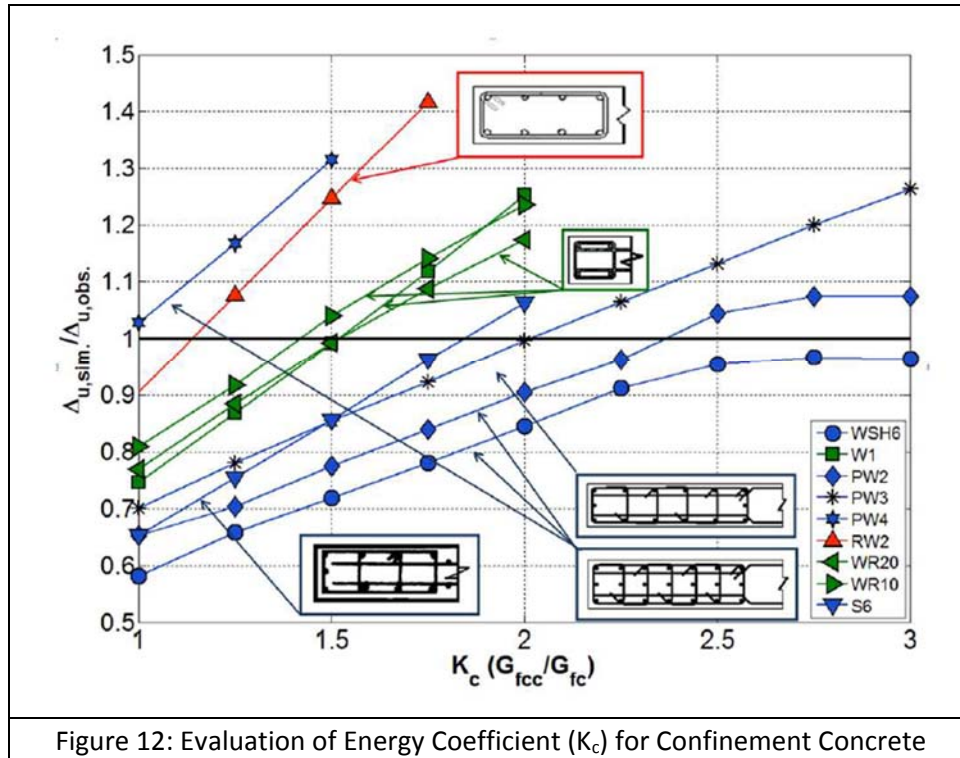 1.5
1.4
1.3
1.2
1.1
1
0.9
0.8
0.7
0.6
0.5
Δu,sim./Δu,obs.
1 1.5 2 2.5 3
Kc (Gfcc/Gfc)
WSH6
W1
PW2
PW3
PW4
RW2
WR20
WR10
S6
Figure 12: Evaluation of Energy Coefficient (Kc) for Confinement Concrete